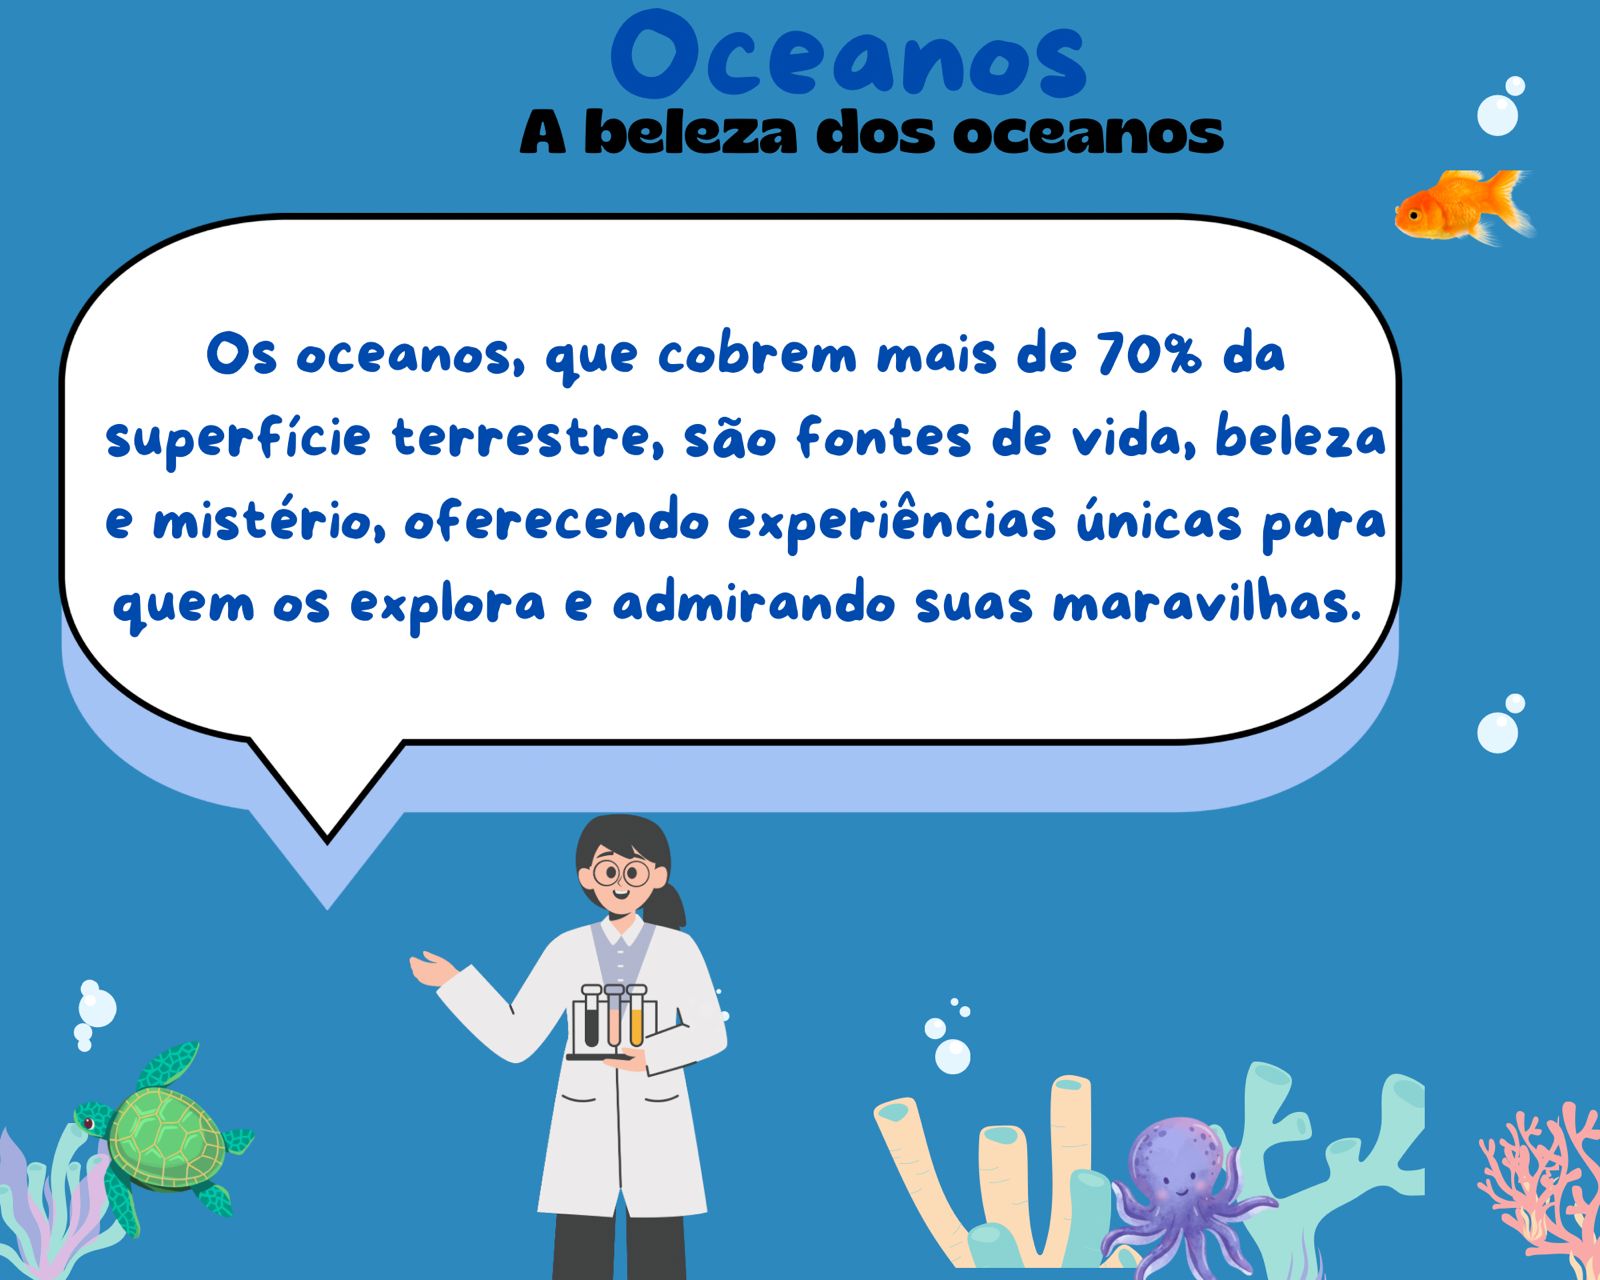 Oceanos
A beleza dos oceanos
Os oceanos, que cobrem mais de 70% da
superfície terrestre, são fontes de vida, beleza
e mistério, oferecendo experiências únicas para
quem os explora e admirando suas maravilhas.